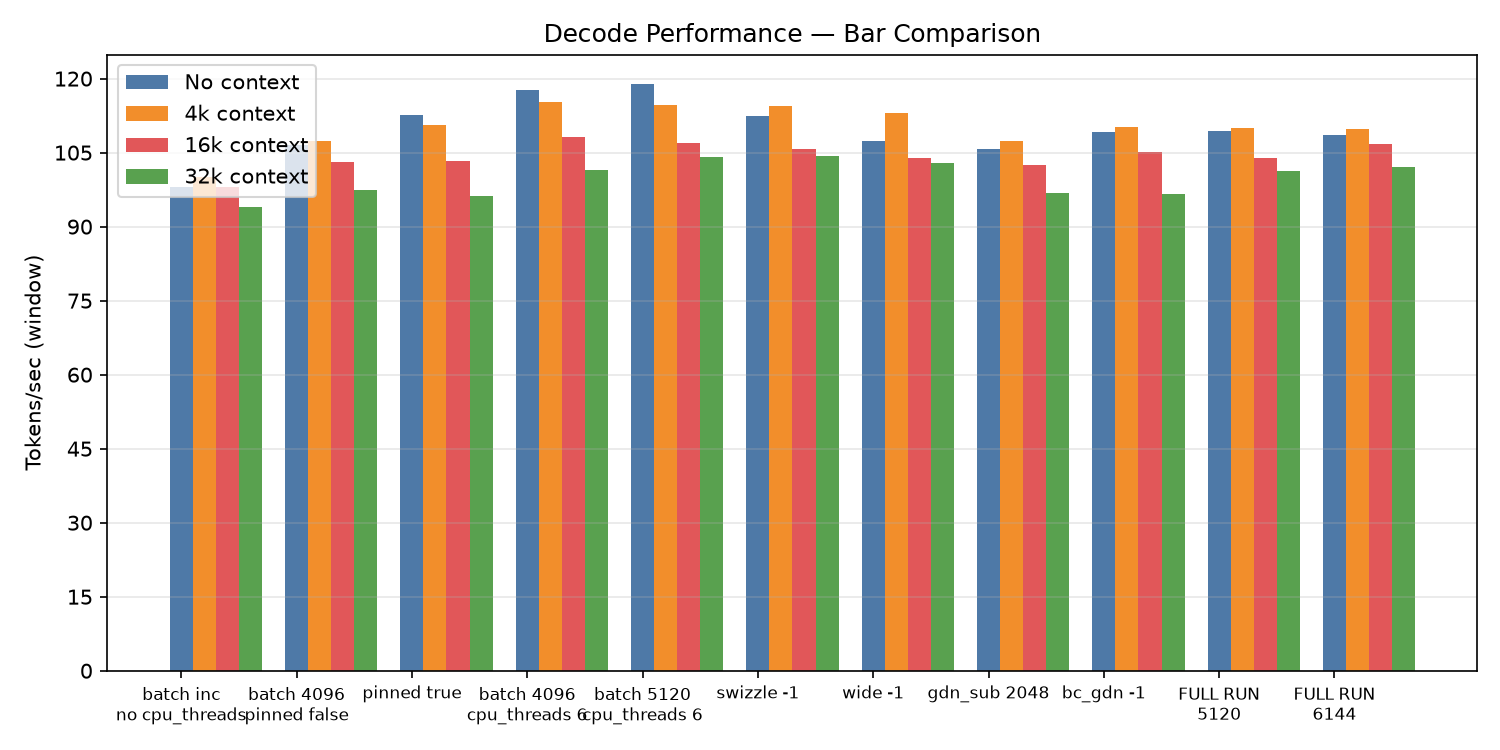 Decode Performance — Bar Comparison
No context
4k context
16k context
32k context
Tokens/sec (window)
120
105
90
75
60
45
30
15
0
batch inc
no cpu_threads
batch 4096
pinned false
pinned true
batch 4096
cpu_threads 6
batch 5120
cpu_threads 6
swizzle -1
wide -1
gdn_sub 2048
bc_gdn -1
FULL RUN
5120
FULL RUN
6144